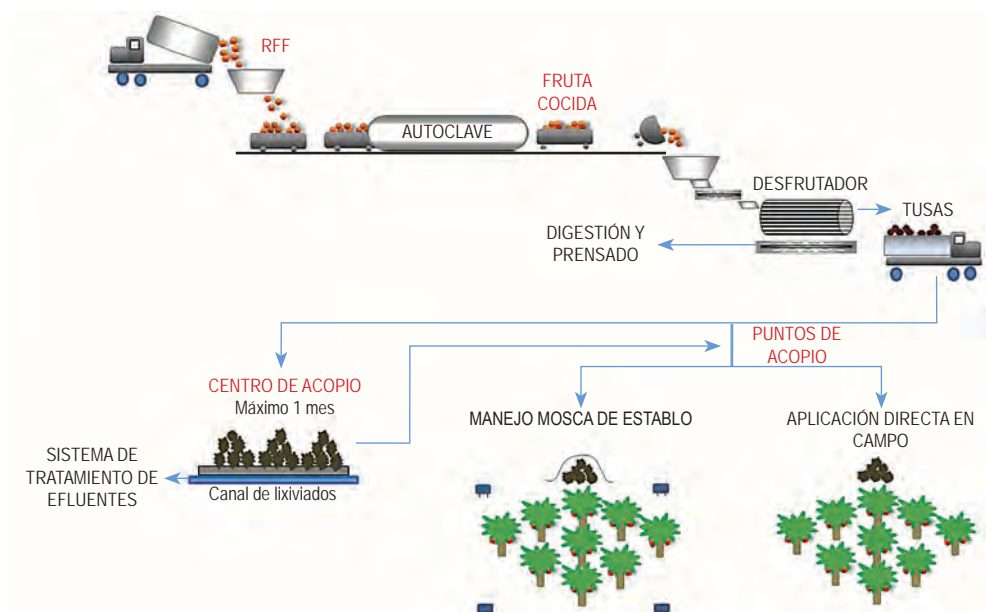 RFF
FRUTA
COCIDA
AUTOCLAVE
DESFRUTADOR
TUSAS
DIGESTIÓN Y
PRENSADO
PUNTOS DE
ACOPIO
CENTRO DE ACOPIO
Máximo 1 mes
MANEJO MOSCA DE ESTABLO
APLICACIÓN DIRECTA EN
CAMPO
SISTEMA DE
TRATAMIENTO DE
EFLUENTES
Canal de lixiviados